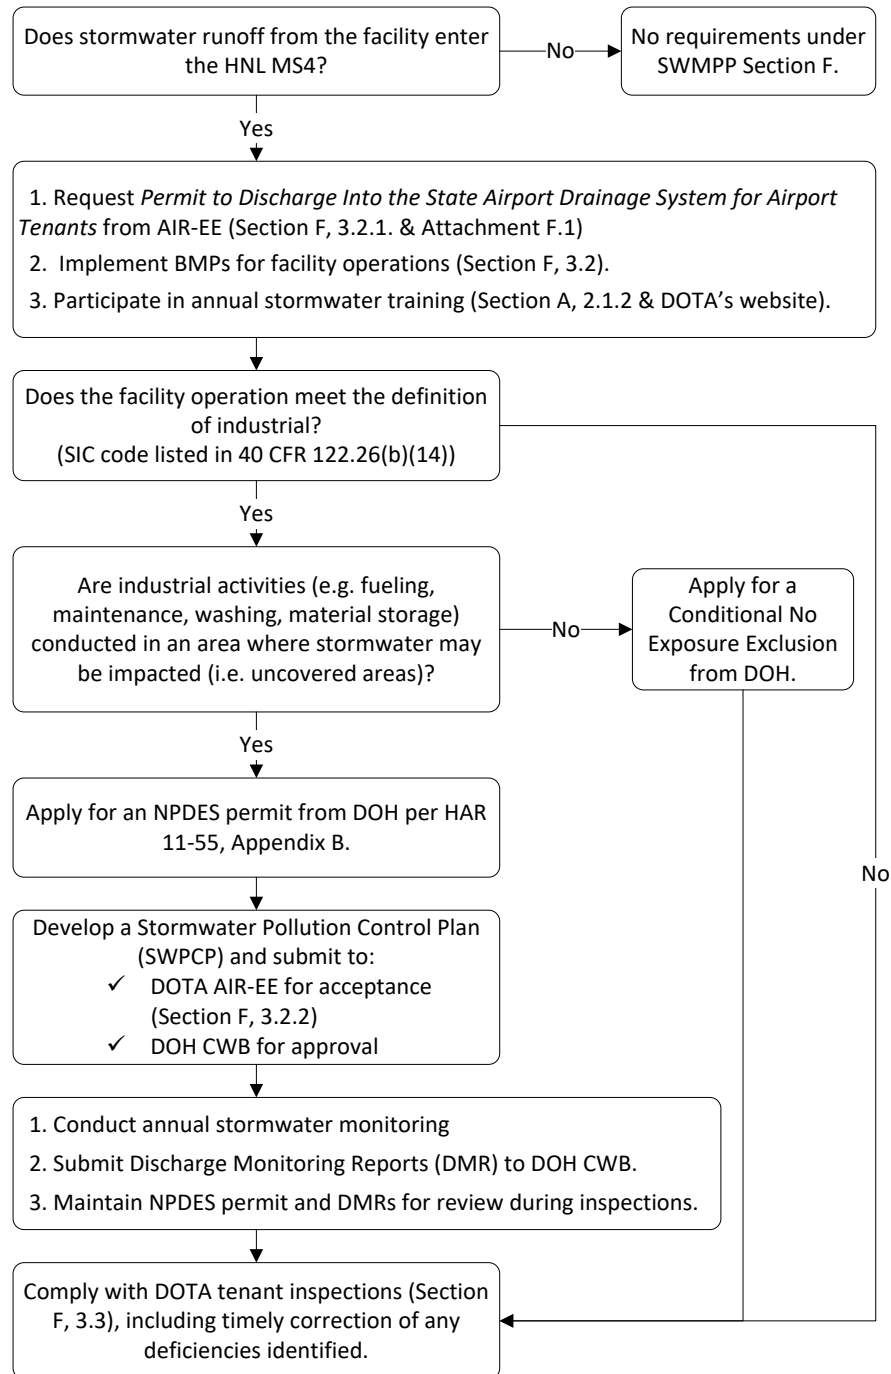 Does stormwater runoff from the facility enter
the HNL MS4?
No
No requirements under
SWMPP Section F.
Yes
1. Request Permit to Discharge Into the State Airport Drainage System for Airport
Tenants from AIR-EE (Section F, 3.2.1. & Attachment F.1)
2. Implement BMPs for facility operations (Section F, 3.2).
3. Participate in annual stormwater training (Section A, 2.1.2 & DOTA’s website).
Does the facility operation meet the definition
of industrial?
(SIC code listed in 40 CFR 122.26(b)(14))
Yes
Are industrial activities (e.g. fueling,
maintenance, washing, material storage)
conducted in an area where stormwater may
be impacted (i.e. uncovered areas)?
No
Apply for a
Conditional No
Exposure Exclusion
from DOH.
Yes
Apply for an NPDES permit from DOH per HAR
11-55, Appendix B.
No
Develop a Stormwater Pollution Control Plan
(SWPCP) and submit to:
✓ DOTA AIR-EE for acceptance
(Section F, 3.2.2)
✓ DOH CWB for approval
1. Conduct annual stormwater monitoring
2. Submit Discharge Monitoring Reports (DMR) to DOH CWB.
3. Maintain NPDES permit and DMRs for review during inspections.
Comply with DOTA tenant inspections (Section
F, 3.3), including timely correction of any
deficiencies identified.